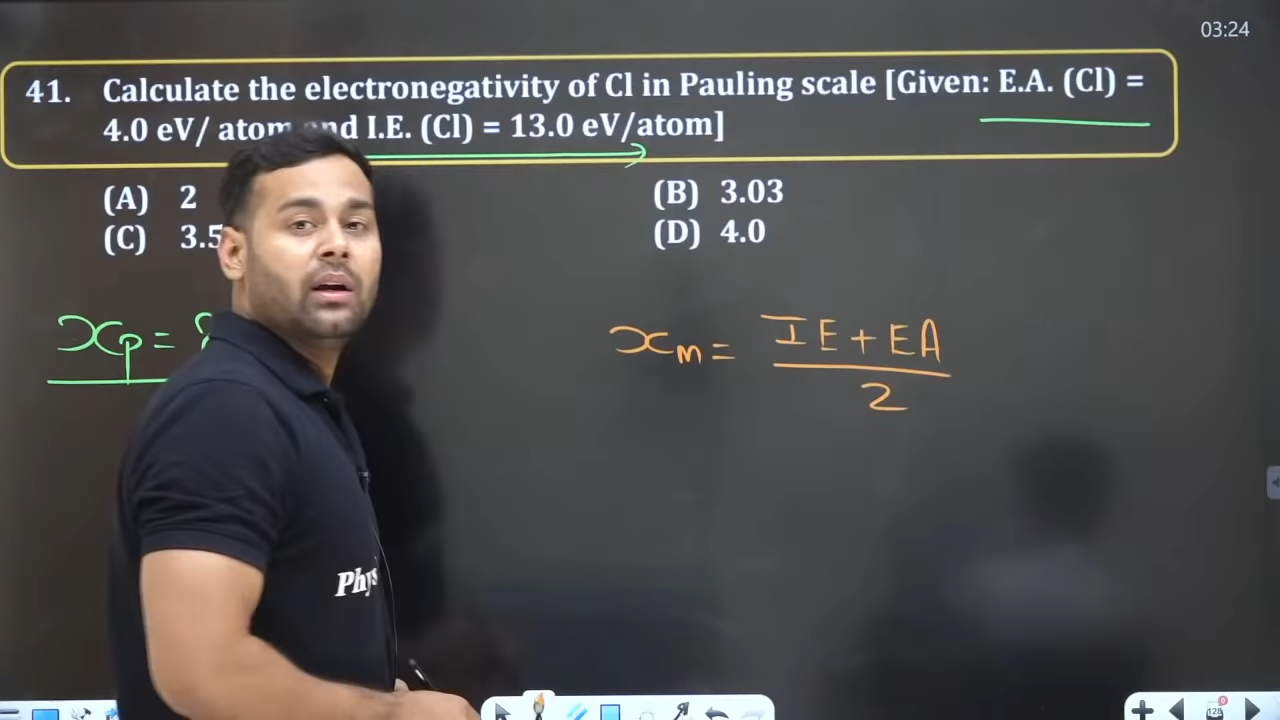 03:24
41. Calculate the electronegativity of Cl in Pauling scale [Given: E.A. (Cl) =
4.0 eV/ atom and I.E. (Cl) = 13.0 eV/atom]
(A) 2 (B) 3.03
(C) 3.5 (D) 4.0
xp = ? xm = IE + EA
2
128